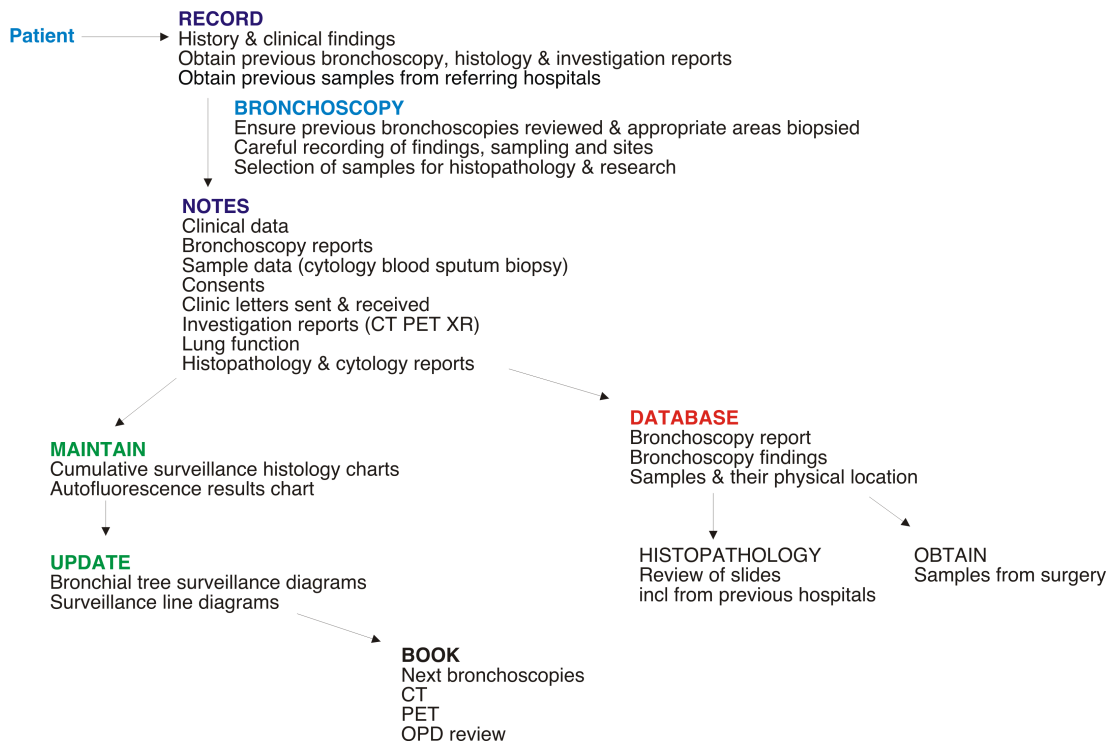 Patient
RECORD
History & clinical findings
Obtain previous bronchoscopy, histology & investigation reports
Obtain previous samples from referring hospitals
BRONCHOSCOPY
Ensure previous bronchoscopies reviewed & appropriate areas biopsied
Careful recording of findings, sampling and sites
Selection of samples for histopathology & research
NOTES
Clinical data
Bronchoscopy reports
Sample data (cytology blood sputum biopsy)
Consents
Clinic letters sent & received
Investigation reports (CT PET XR)
Lung function
Histopathology & cytology reports
MAINTAIN
Cumulative surveillance histology charts
Autofluorescence results chart
UPDATE
Bronchial tree surveillance diagrams
Surveillance line diagrams
BOOK
Next bronchoscopies
CT
PET
OPD review
DATABASE
Bronchoscopy report
Bronchoscopy findings
Samples & their physical location
HISTOPATHOLOGY
Review of slides
incl from previous hospitals
OBTAIN
Samples from surgery